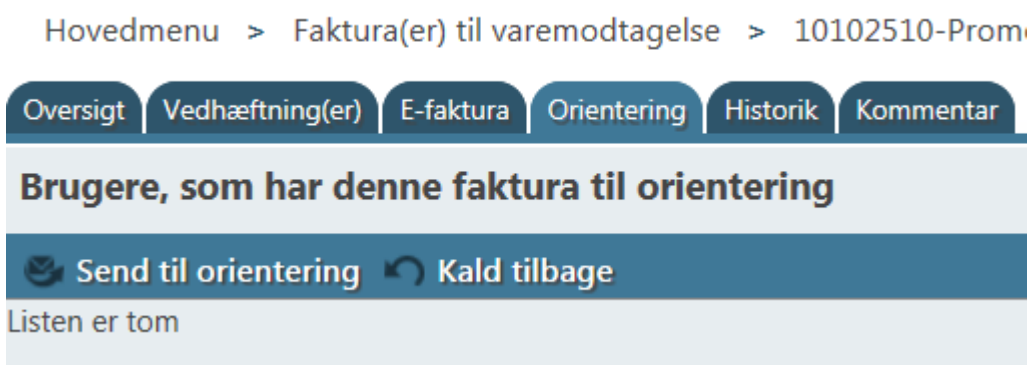 Hovedmenu > Faktura(er) til varemodtagelse > 10102510-Prom
Oversigt Vedhæftning(er) E-faktura Orientering Historik Kommentar
Brugere, som har denne faktura til orientering
Send til orientering Kald tilbage
Listen er tom